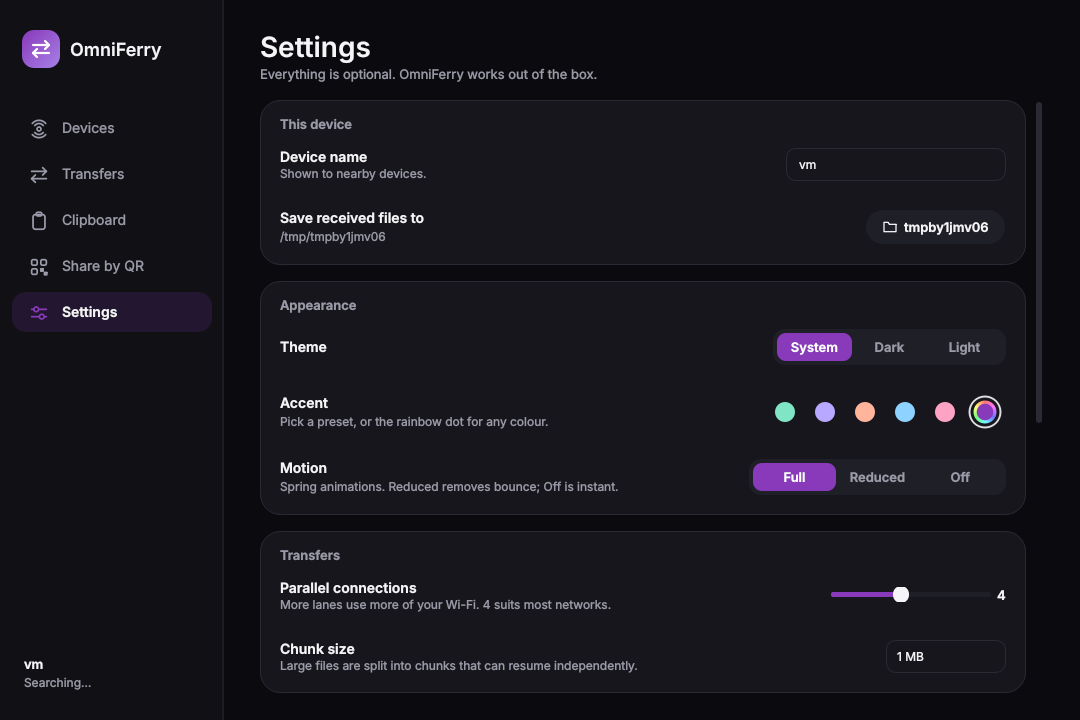 OmniFerry
Devices
Transfers
Clipboard
Share by QR
Settings
vm
Searching...
Settings
Everything is optional. OmniFerry works out of the box.
This device
Device name
Shown to nearby devices.
vm
Save received files to
/tmp/tmpby1jmv06
tmpby1jmv06
Appearance
Theme
System Dark Light
Accent
Pick a preset, or the rainbow dot for any colour.
Motion
Spring animations. Reduced removes bounce; Off is instant.
Full Reduced Off
Transfers
Parallel connections
More lanes use more of your Wi-Fi. 4 suits most networks.
4
Chunk size
Large files are split into chunks that can resume independently.
1 MB